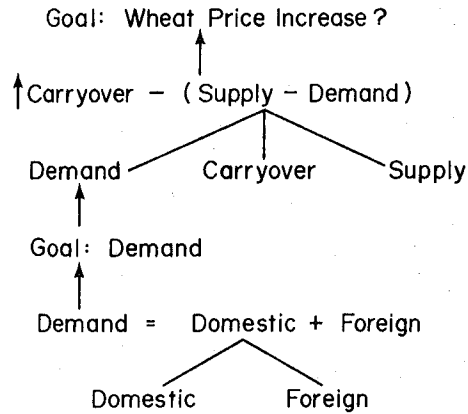 Goal: Wheat Price Increase?
↑Carryover - (Supply - Demand)
Demand Carryover Supply
Goal: Demand
Demand = Domestic + Foreign
Domestic Foreign